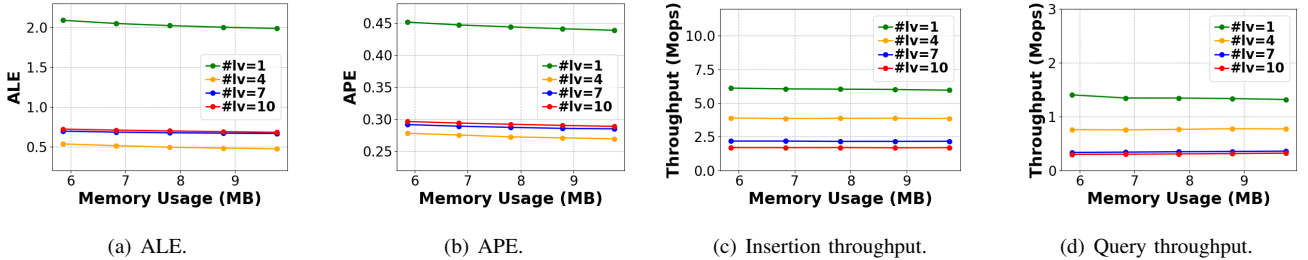 2.0
1.5
1.0
0.5
ALE
#lv=1
#lv=4
#lv=7
#lv=10
6 7 8 9
Memory Usage (MB)
(a) ALE.
0.45
0.40
0.35
0.30
0.25
APE
#lv=1
#lv=4
#lv=7
#lv=10
6 7 8 9
Memory Usage (MB)
(b) APE.
10.0
7.5
5.0
2.5
0.0
Throughput (Mops)
#lv=1
#lv=4
#lv=7
#lv=10
6 7 8 9
Memory Usage (MB)
(c) Insertion throughput.
3
2
1
0
Throughput (Mops)
#lv=1
#lv=4
#lv=7
#lv=10
6 7 8 9
Memory Usage (MB)
(d) Query throughput.